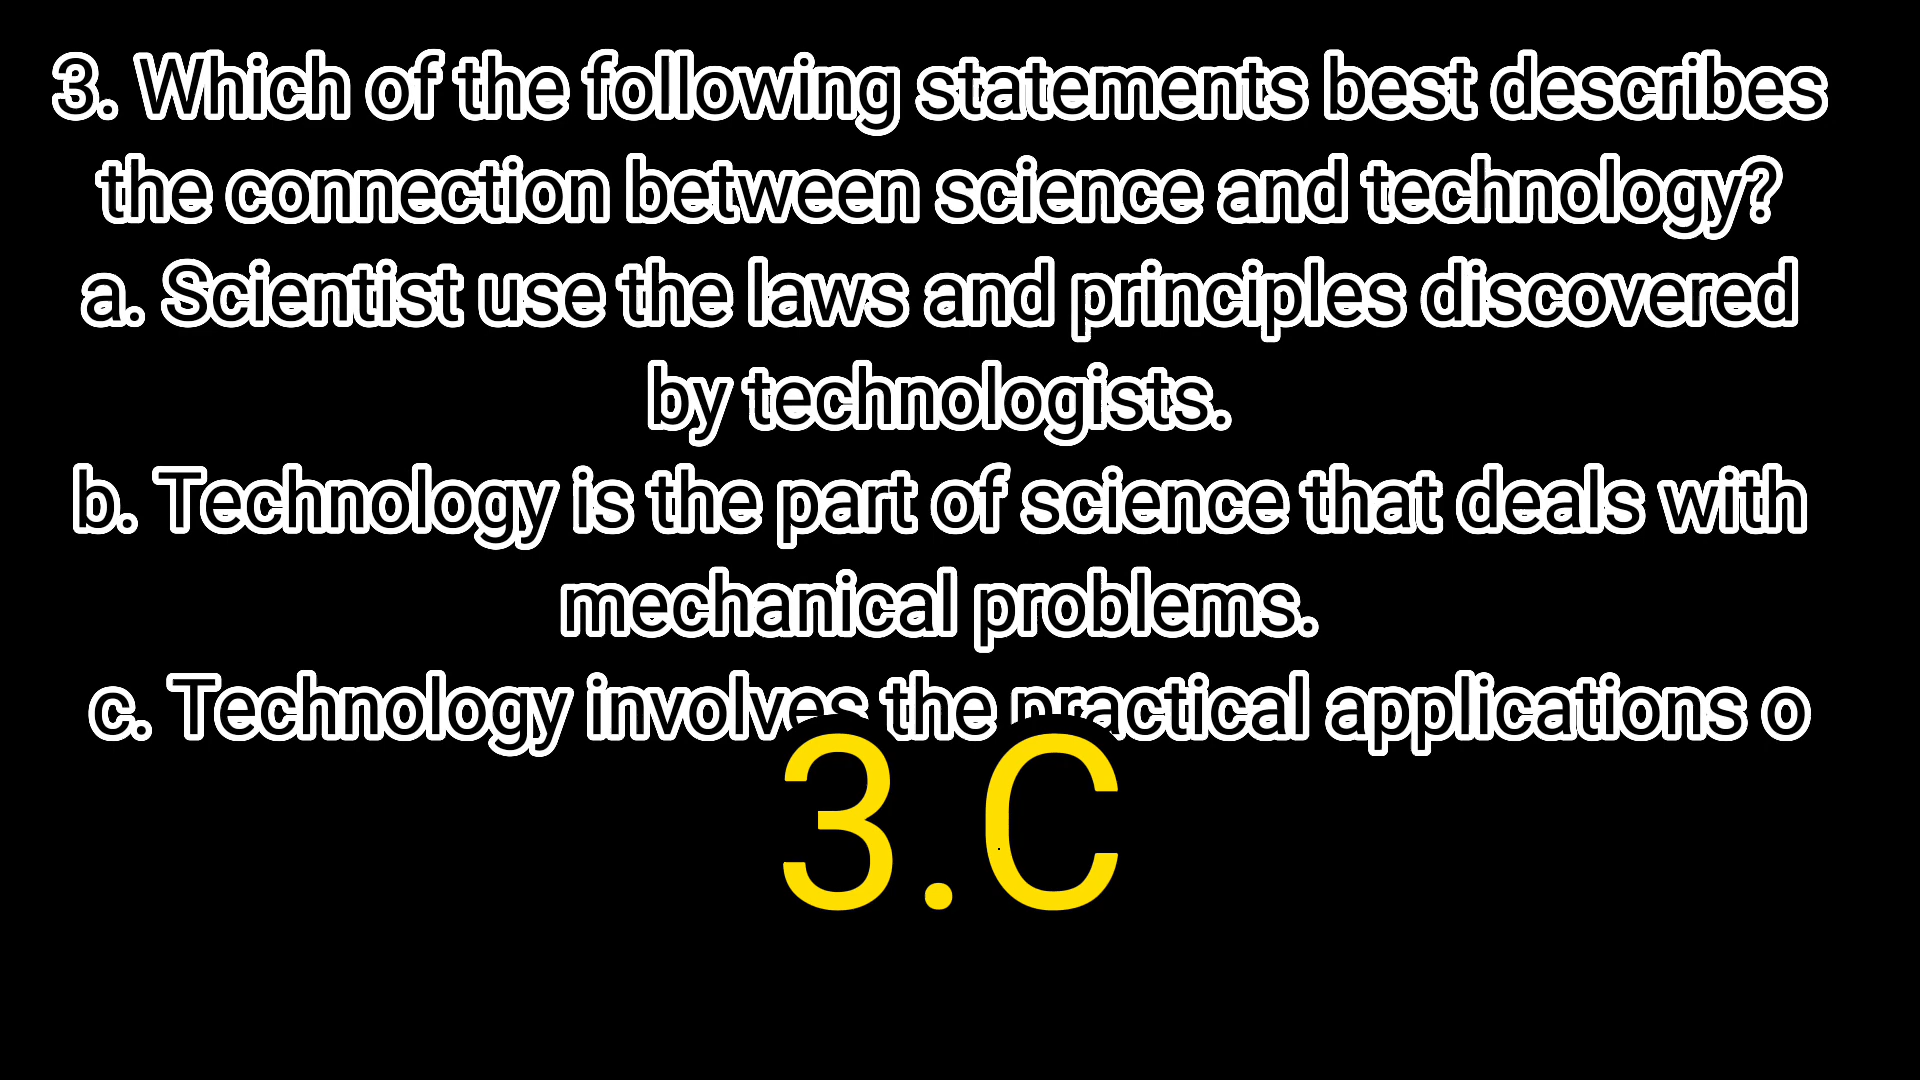 3. Which of the following statements best describes
the connection between science and technology?
a. Scientist use the laws and principles discovered
by technologists.
b. Technology is the part of science that deals with
mechanical problems.
c. Technology involves the practical applications o
3.C